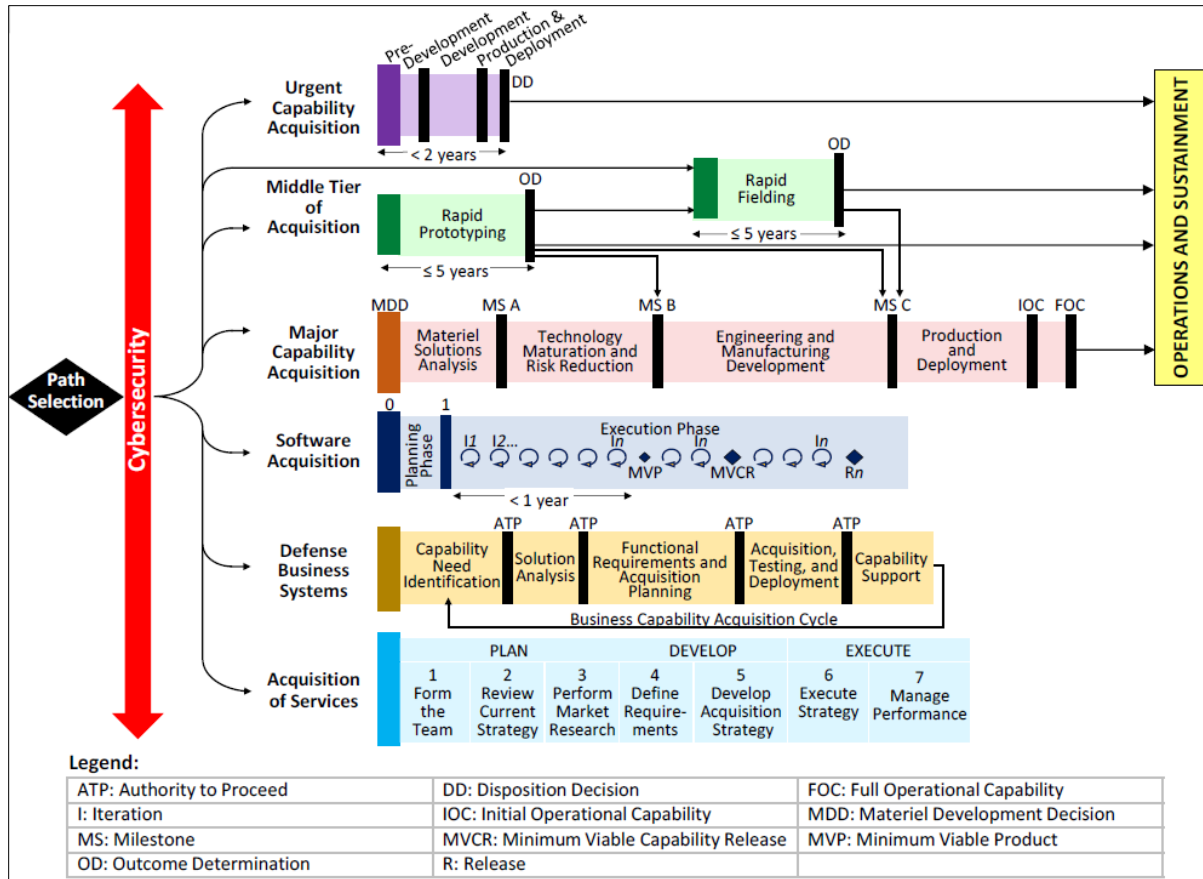 Pre-
Development
Development
Production &
Deployment
DD
Urgent
Capability
Acquisition
< 2 years
OD
Rapid
Fielding
≤ 5 years
Middle Tier
of
Acquisition
OD
Rapid
Prototyping
≤ 5 years
OPERATIONS AND SUSTAINMENT
Path
Selection
Cybersecurity
MDD
MS A
MS B
MS C
IOC
FOC
Major
Capability
Acquisition
Materiel
Solutions
Analysis
Technology
Maturation and
Risk Reduction
Engineering and
Manufacturing
Development
Production
and
Deployment
0
1
Software
Acquisition
Planning
Phase
Execution Phase
I1
I2...
In
In
In
MVP
MVCR
Rn
< 1 year
ATP
ATP
ATP
ATP
Defense
Business
Systems
Capability
Need
Identification
Solution
Analysis
Functional
Requirements and
Acquisition
Planning
Acquisition,
Testing, and
Deployment
Capability
Support
Business Capability Acquisition Cycle
Acquisition
of Services
PLAN
DEVELOP
EXECUTE
1
Form
the
Team
2
Review
Current
Strategy
3
Perform
Market
Research
4
Define
Require-
ments
5
Develop
Acquisition
Strategy
6
Execute
Strategy
7
Manage
Performance
Legend:
ATP: Authority to Proceed
DD: Disposition Decision
FOC: Full Operational Capability
I: Iteration
IOC: Initial Operational Capability
MDD: Materiel Development Decision
MS: Milestone
MVCR: Minimum Viable Capability Release
MVP: Minimum Viable Product
OD: Outcome Determination
R: Release